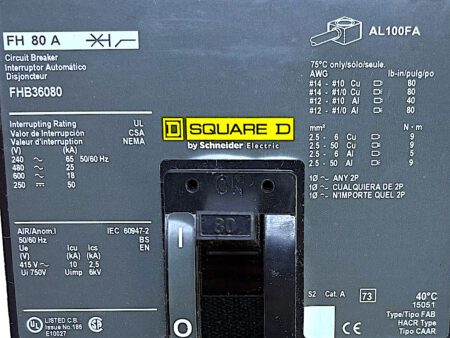 FH 80 A
Circuit Breaker
Interruptor Automático
Disjoncteur
FHB36080
Interrupting Rating UL
Valor de Interrupción CSA
Valeur d'interruption NEMA
(V) (kA)
240 ~ 65 50/60 Hz
480 ~ 25
600 ~ 18
250 ⎓ 50
AIR/Anom.I IEC 60947-2
50/60 Hz BS
Ue Icu Ics EN
(V) (kA) (kA)
415 V~ 10 2.5
Ui 750V Uimp 6kV
UL LISTED C.B.
Issue No.186
E10027
SQUARE D
by Schneider Electric
ON
80
I
O
AL100FA
75°C only/sólo/seule.
AWG lb-in/pulg/po
#14 - #10 Cu 80
#14 - #10 Cu 80
#12 - #10 Al 40
#12 - #10 Al 80
mm² N·m
2.5 - 6 Cu 9
2.5 - 50 Cu 9
2.5 - 6 Al 5
2.5 - 50 Al 9
1Ø ~ ANY 2P
1Ø ~ CUALQUIERA DE 2P
1Ø ~ N'IMPORTE QUEL 2P
S2 Cat. A 73 40°C
15051
Type/Tipo FAB
HACR Type
Tipo CAAR
CE